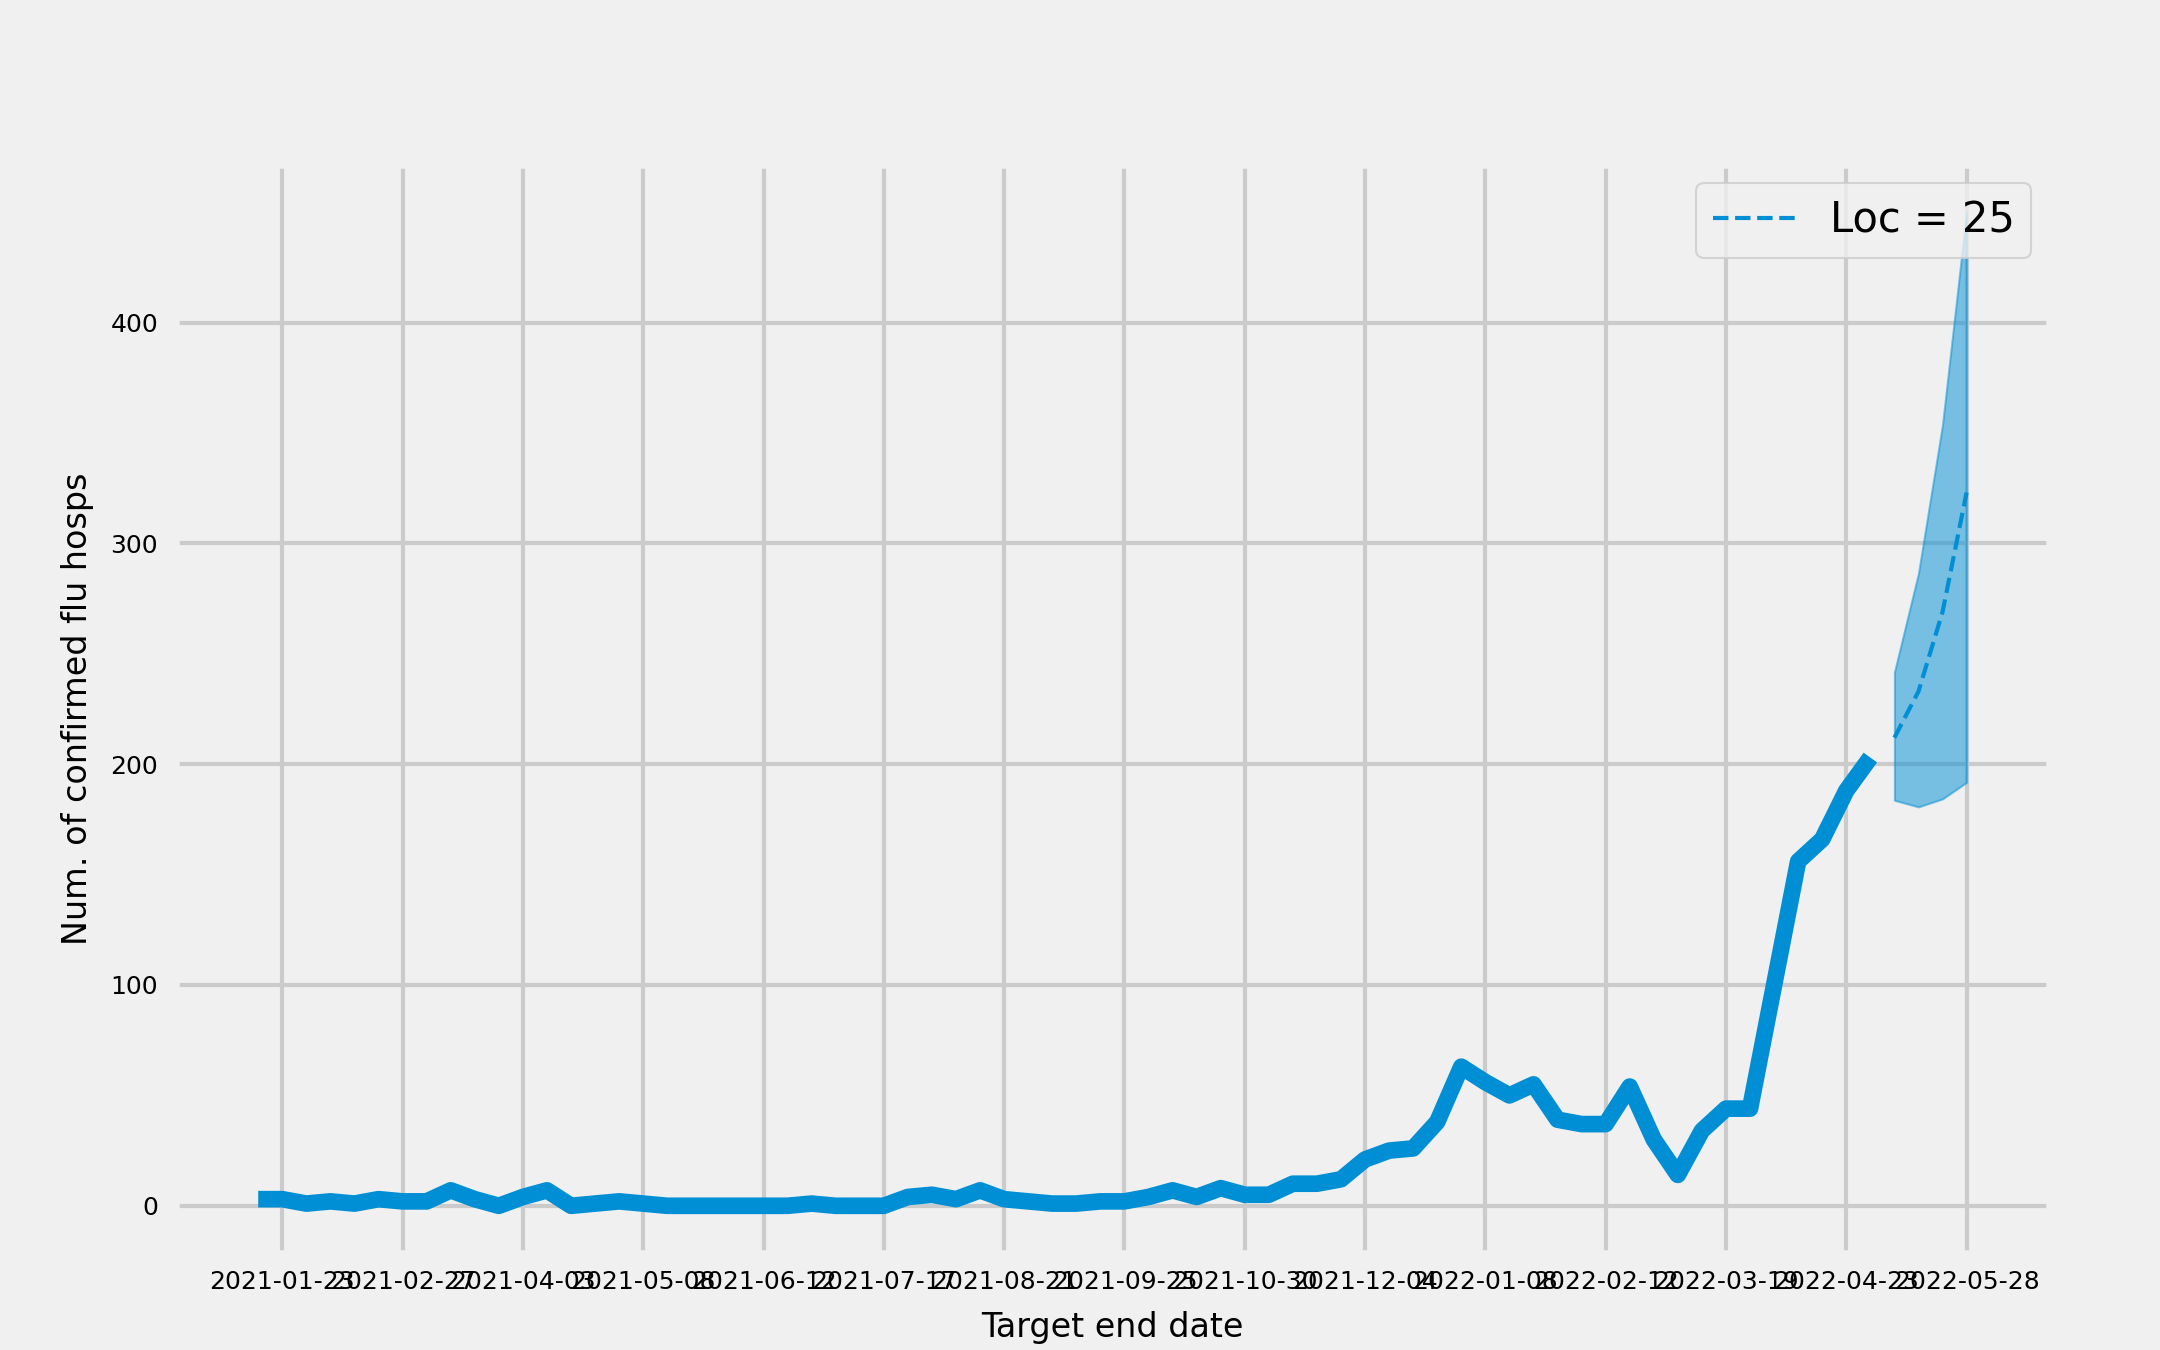 Loc = 25
400
300
200
100
0
Num. of confirmed flu hosps
2021-01-23 2021-02-27 2021-04-03 2021-05-08 2021-06-12 2021-07-17 2021-08-21 2021-09-25 2021-10-30 2021-12-04 2022-01-08 2022-02-12 2022-03-19 2022-04-23 2022-05-28
Target end date